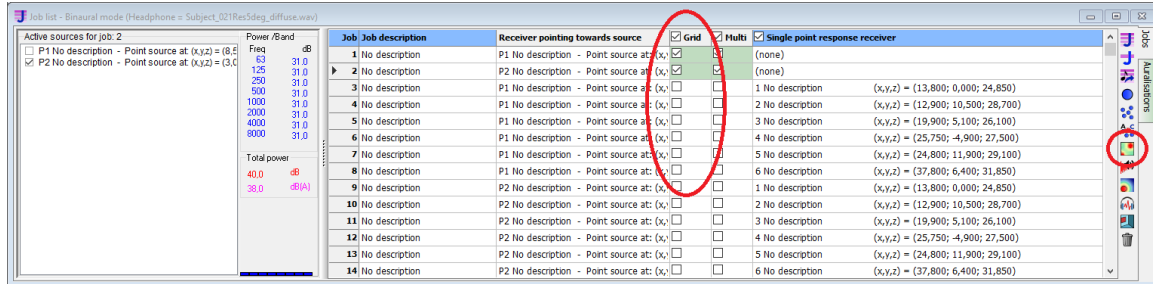 Job list - Binaural mode (Headphone = Subject_021Res5deg_diffuse.wav)
Active sources for job: 2
P1 No description - Point source at: (x,y,z) = (8,5
P2 No description - Point source at: (x,y,z) = (3,0
Power /Band
Freq dB
63 31.0
125 31.0
250 31.0
500 31.0
1000 31.0
2000 31.0
4000 31.0
8000 31,0
Total power
40,0 dB
38,0 dB(A)
Job Job description Receiver pointing towards source Grid Multi Single point response receiver
1 No description P1 No description - Point source at: (x, (none)
2 No description P2 No description - Point source at: (x, (none)
3 No description P1 No description - Point source at: (x, 1 No description (x,y,z) = (13,800; 0,000; 24,850)
4 No description P1 No description - Point source at: (x, 2 No description (x,y,z) = (12,900; 10,500; 28,700)
5 No description P1 No description - Point source at: (x, 3 No description (x,y,z) = (19,900; 5,100; 26,100)
6 No description P1 No description - Point source at: (x, 4 No description (x,y,z) = (25,750; -4,900; 27,500)
7 No description P1 No description - Point source at: (x, 5 No description (x,y,z) = (24,800; 11,900; 29,100)
8 No description P1 No description - Point source at: (x, 6 No description (x,y,z) = (37,800; 6,400; 31,850)
9 No description P2 No description - Point source at: (x, 1 No description (x,y,z) = (13,800; 0,000; 24,850)
10 No description P2 No description - Point source at: (x, 2 No description (x,y,z) = (12,900; 10,500; 28,700)
11 No description P2 No description - Point source at: (x, 3 No description (x,y,z) = (19,900; 5,100; 26,100)
12 No description P2 No description - Point source at: (x, 4 No description (x,y,z) = (25,750; -4,900; 27,500)
13 No description P2 No description - Point source at: (x, 5 No description (x,y,z) = (24,800; 11,900; 29,100)
14 No description P2 No description - Point source at: (x, 6 No description (x,y,z) = (37,800; 6,400; 31,850)
Jobs
Auralisations